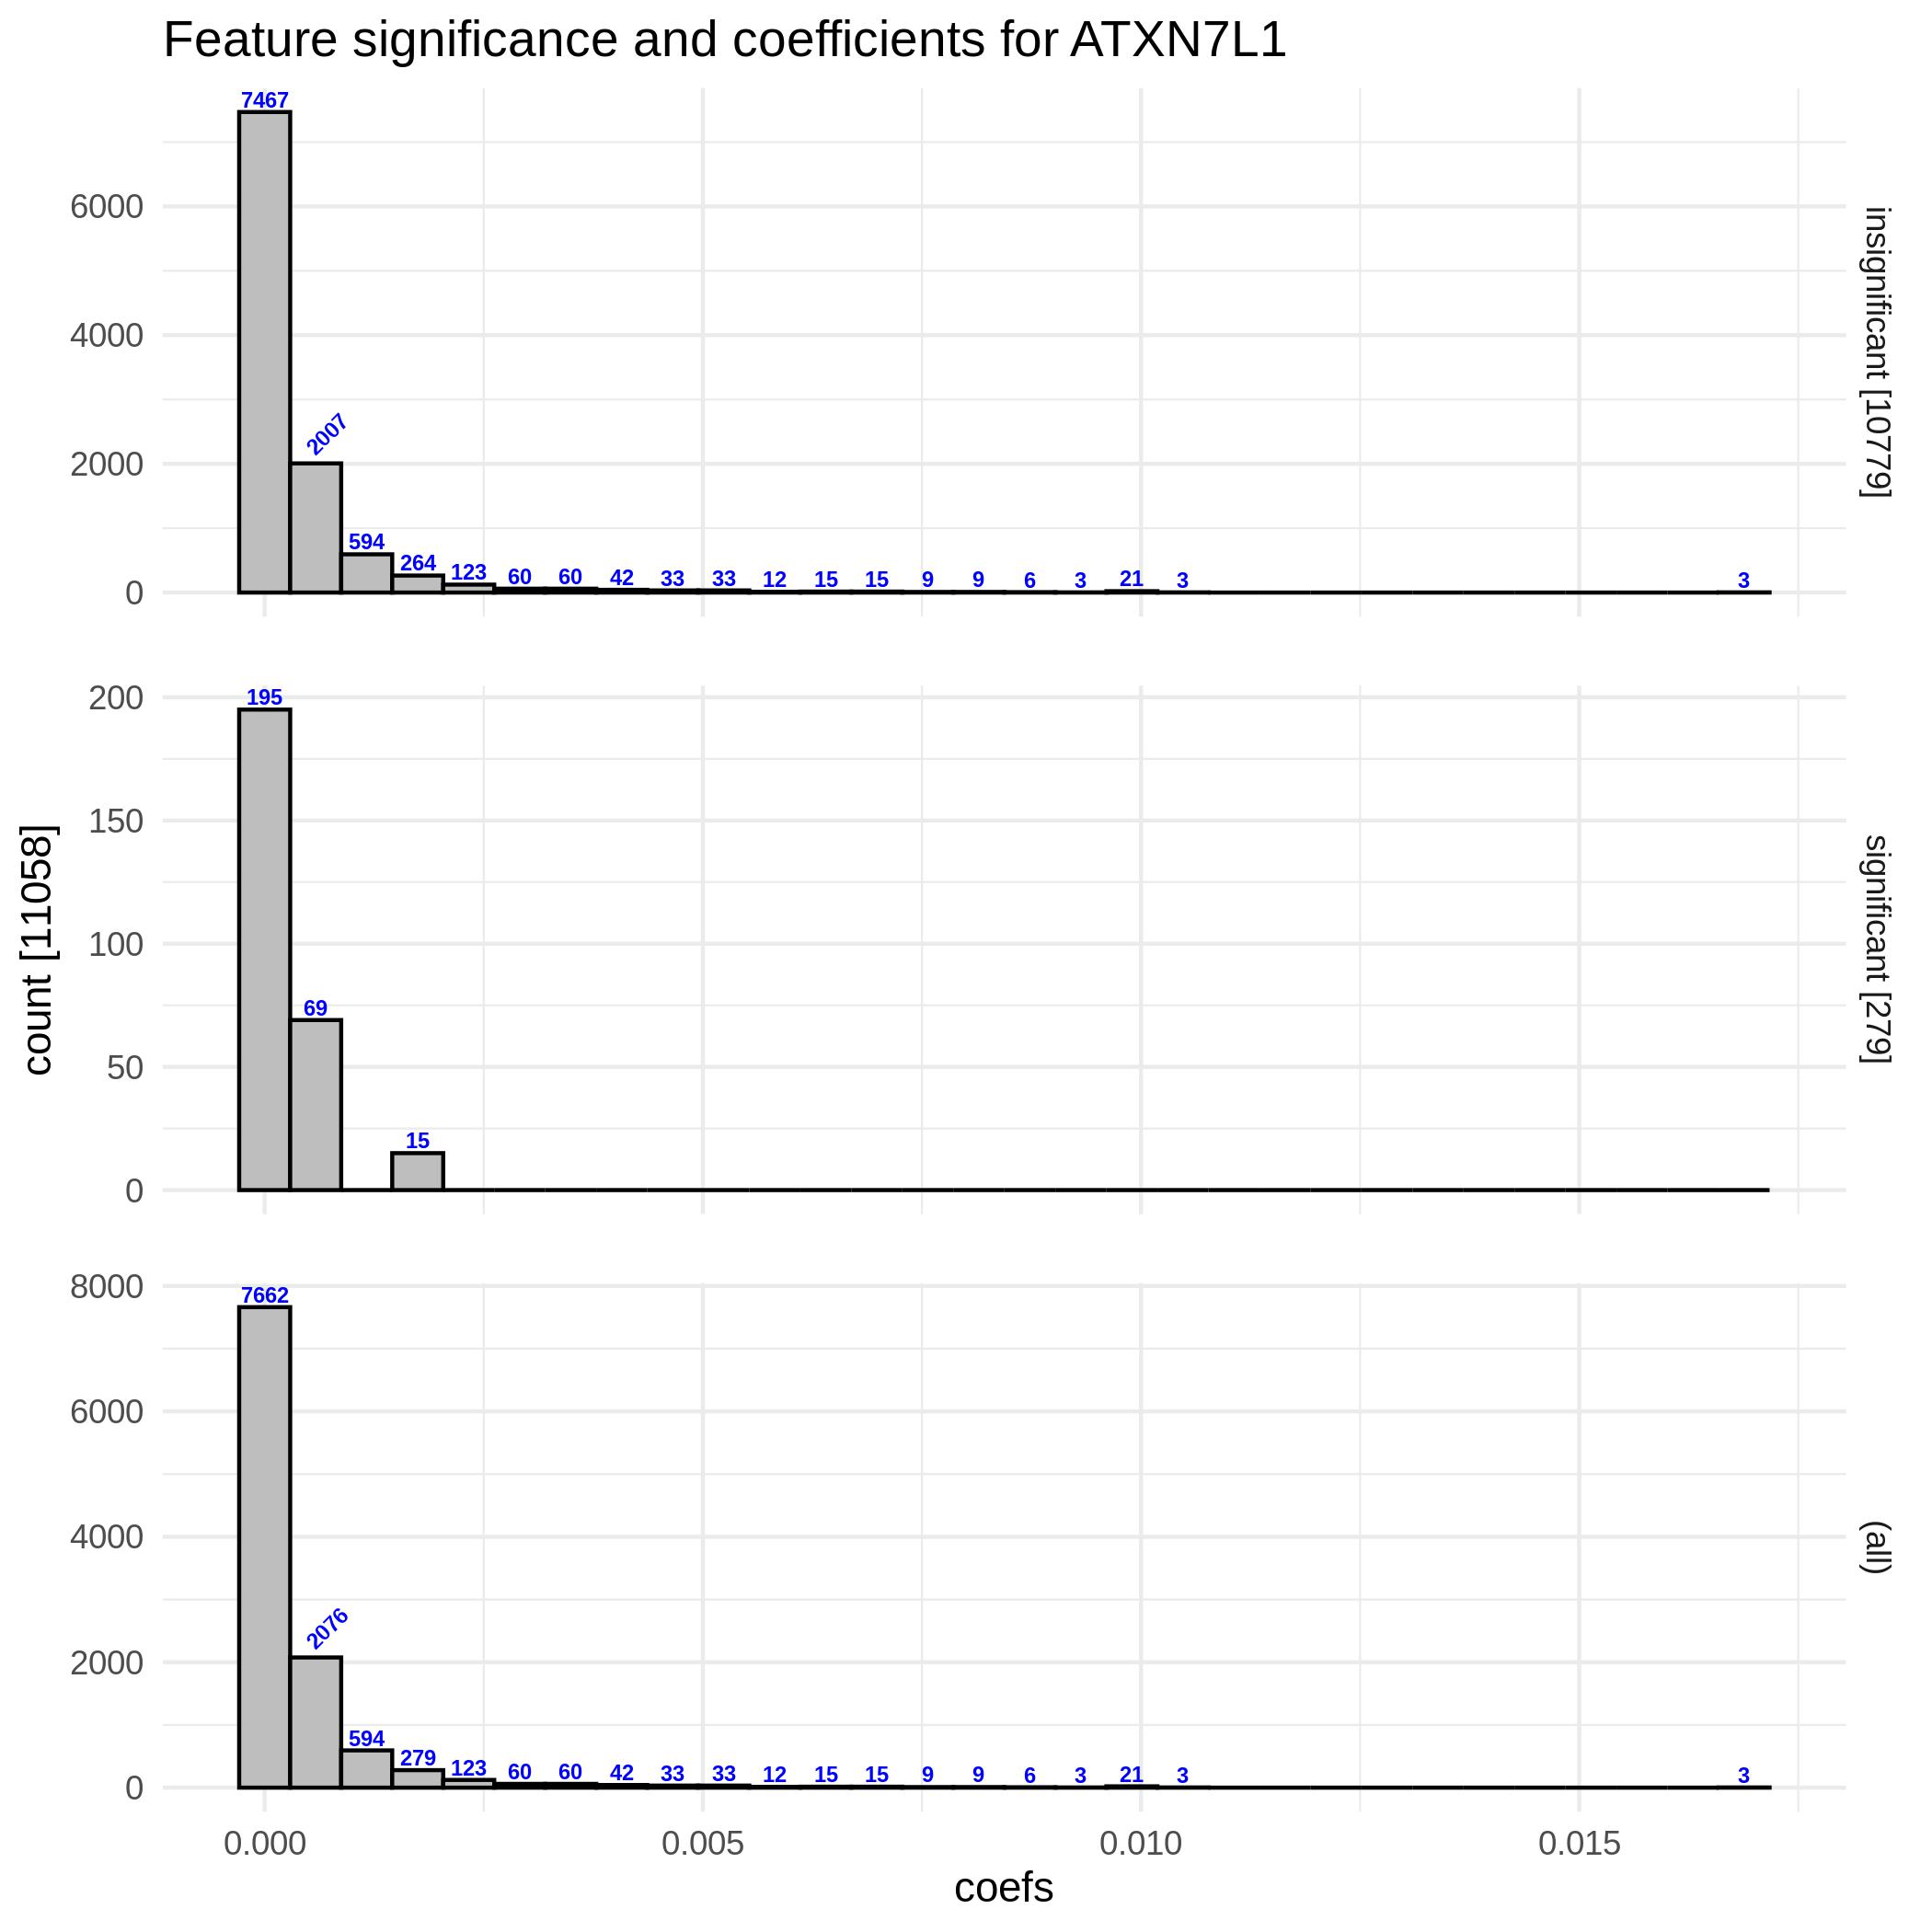 Feature significance and coefficients for ATXN7L1
7467
2007
594 264 123 60 60 42 33 33 12 15 15 9 9 6 3 21 3 3
6000
4000
2000
0
insignificant [10779]
195
69
15
200
150
100
50
0
significant [279]
count [11058]
7662
2076
594 279 123 60 60 42 33 33 12 15 15 9 9 6 3 21 3 3
8000
6000
4000
2000
0
(all)
0.000 0.005 0.010 0.015
coefs